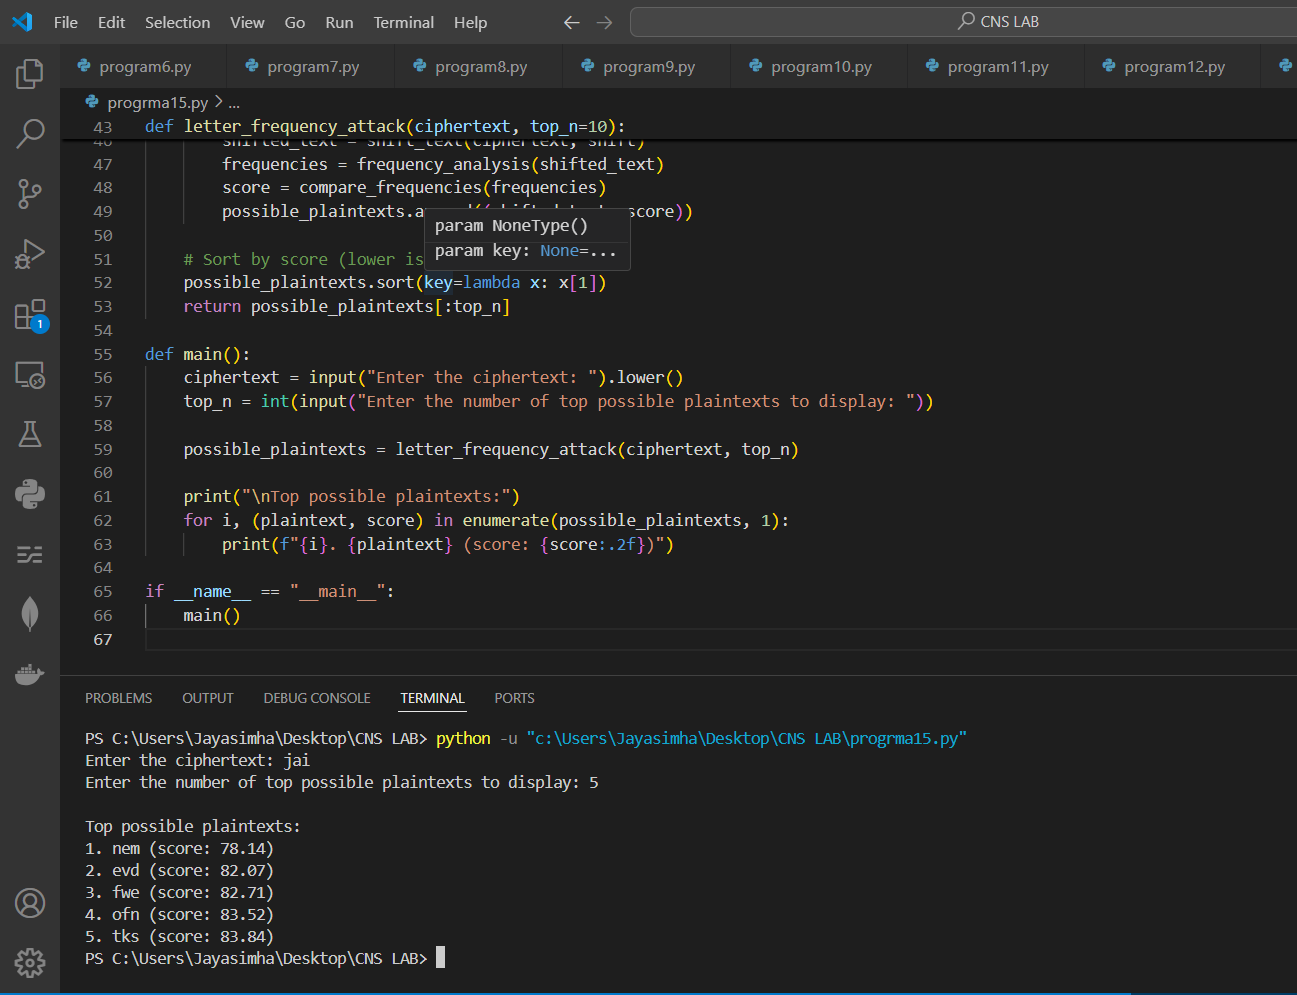 File Edit Selection View Go Run Terminal Help CNS LAB
program6.py program7.py program8.py program9.py program10.py program11.py program12.py
progrma15.py > ...
43 def letter_frequency_attack(ciphertext, top_n=10):
46 shifted_text = shift_text(ciphertext, shift)
47 frequencies = frequency_analysis(shifted_text)
48 score = compare_frequencies(frequencies)
49 possible_plaintexts.a score))
param NoneType()
50
param key: None=...
51 # Sort by score (lower is
52 possible_plaintexts.sort(key=lambda x: x[1])
53 return possible_plaintexts[:top_n]
54
55 def main():
56 ciphertext = input("Enter the ciphertext: ").lower()
57 top_n = int(input("Enter the number of top possible plaintexts to display: "))
58
59 possible_plaintexts = letter_frequency_attack(ciphertext, top_n)
60
61 print("\nTop possible plaintexts:")
62 for i, (plaintext, score) in enumerate(possible_plaintexts, 1):
63 print(f"{i}. {plaintext} (score: {score:.2f})")
64
65 if __name__ == "__main__":
66 main()
67
1
PROBLEMS OUTPUT DEBUG CONSOLE TERMINAL PORTS
PS C:\Users\Jayasimha\Desktop\CNS LAB> python -u "c:\Users\Jayasimha\Desktop\CNS LAB\progrma15.py"
Enter the ciphertext: jai
Enter the number of top possible plaintexts to display: 5
Top possible plaintexts:
1. nem (score: 78.14)
2. evd (score: 82.07)
3. fwe (score: 82.71)
4. ofn (score: 83.52)
5. tks (score: 83.84)
PS C:\Users\Jayasimha\Desktop\CNS LAB>